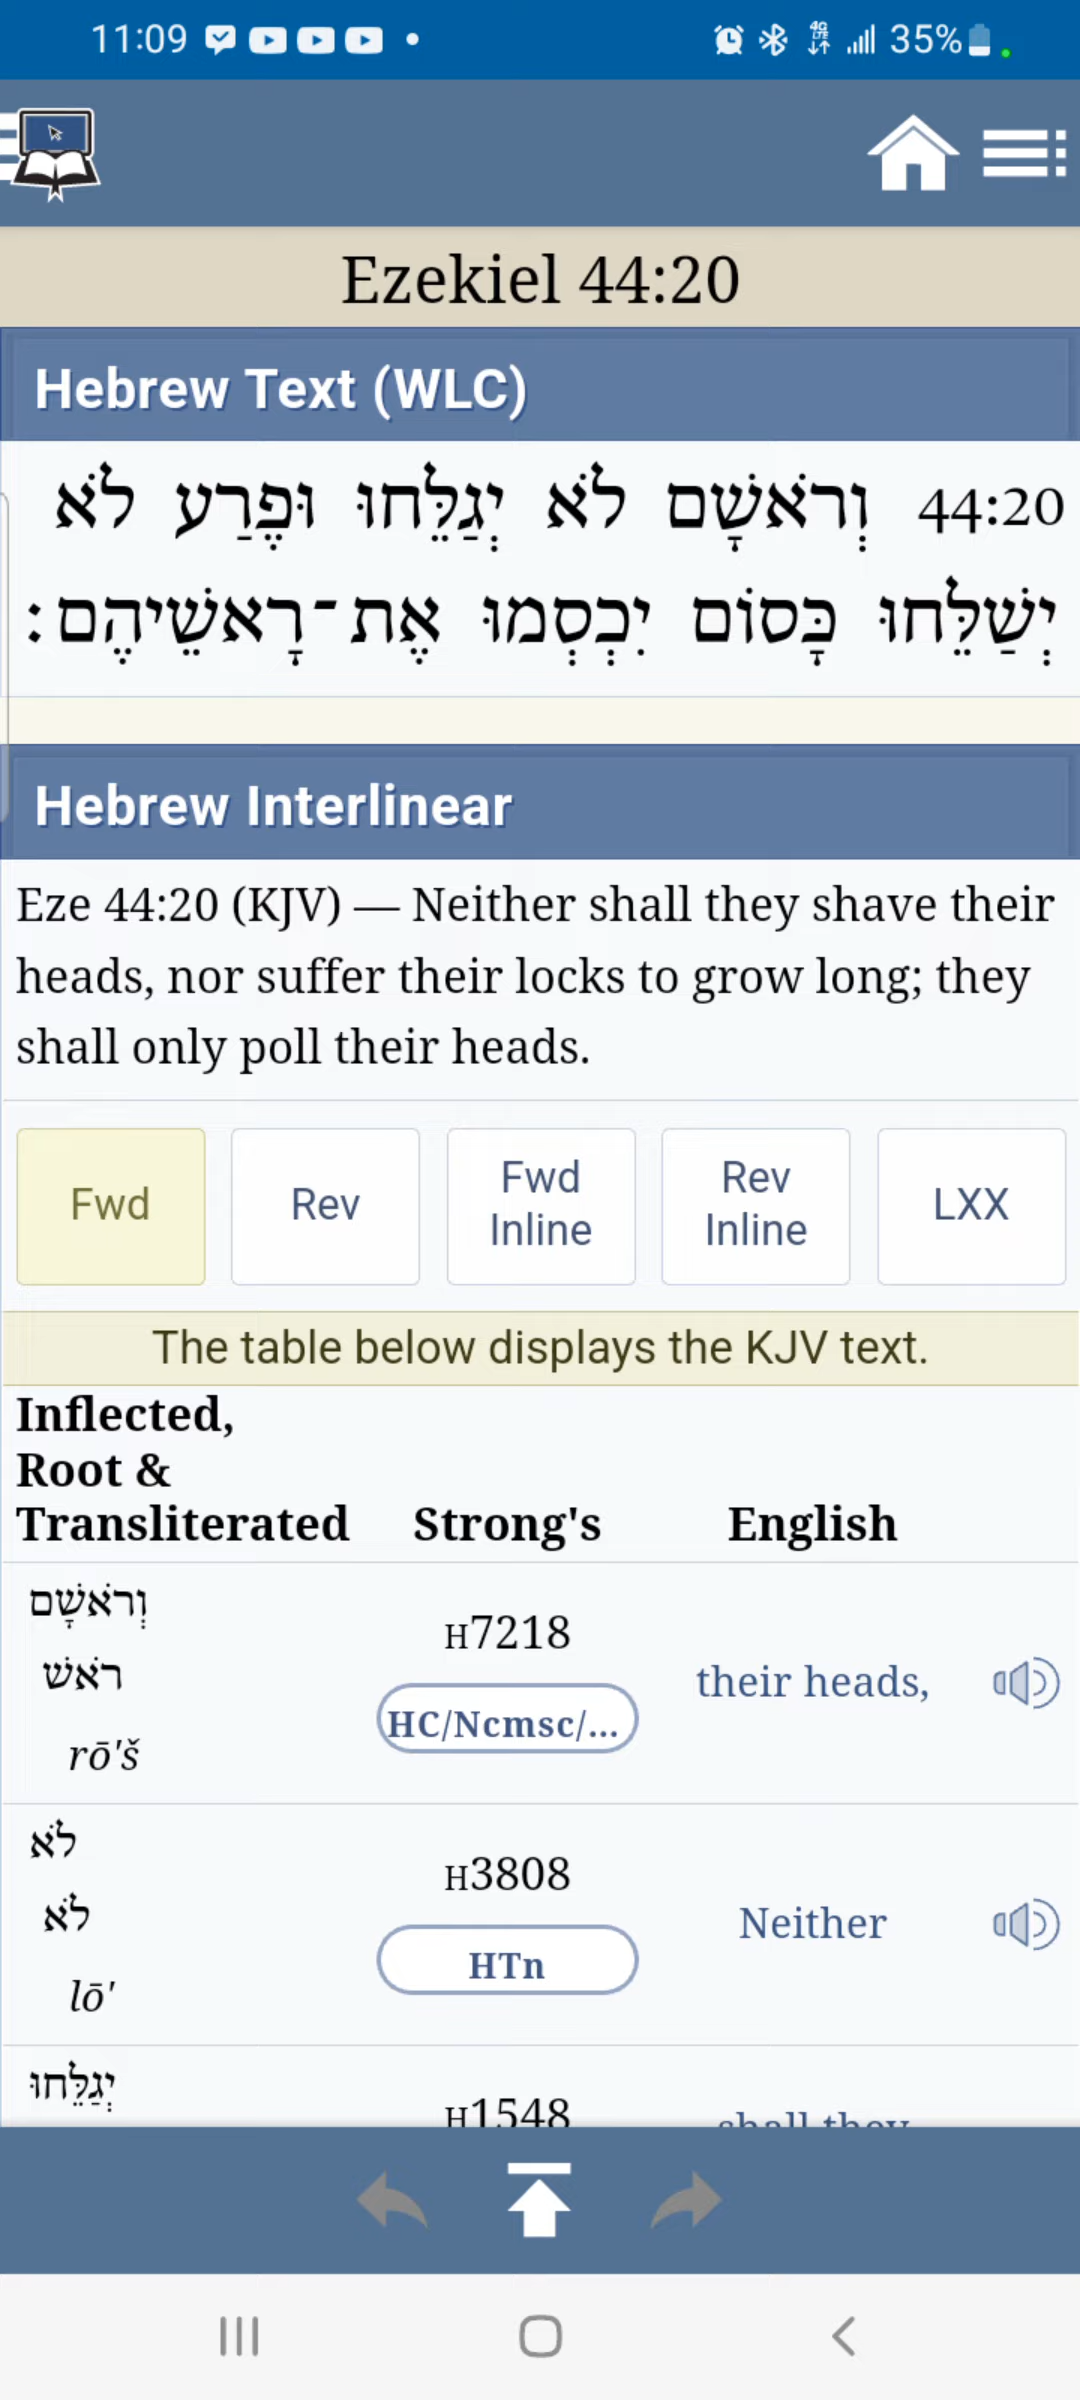 11:09 35%
Ezekiel 44:20
Hebrew Text (WLC)
44:20 וְרֹאשָׁם לֹא יְגַלֵּחוּ וּפֶרַע לֹא
יְשַׁלֵּחוּ כָּסוֹם יִכְסְמוּ אֶת־רָאשֵׁיהֶם׃
Hebrew Interlinear
Eze 44:20 (KJV) — Neither shall they shave their
heads, nor suffer their locks to grow long; they
shall only poll their heads.
Fwd Rev Fwd Inline Rev Inline LXX
The table below displays the KJV text.
Inflected,
Root &
Transliterated Strong's English
וְרֹאשָׁם
רֹאשׁ
rō'š
H7218
HC/Ncmsc/...
their heads,
לֹא
לֹא
lō'
H3808
HTn
Neither
יְגַלֵּחוּ
H1548
shall they